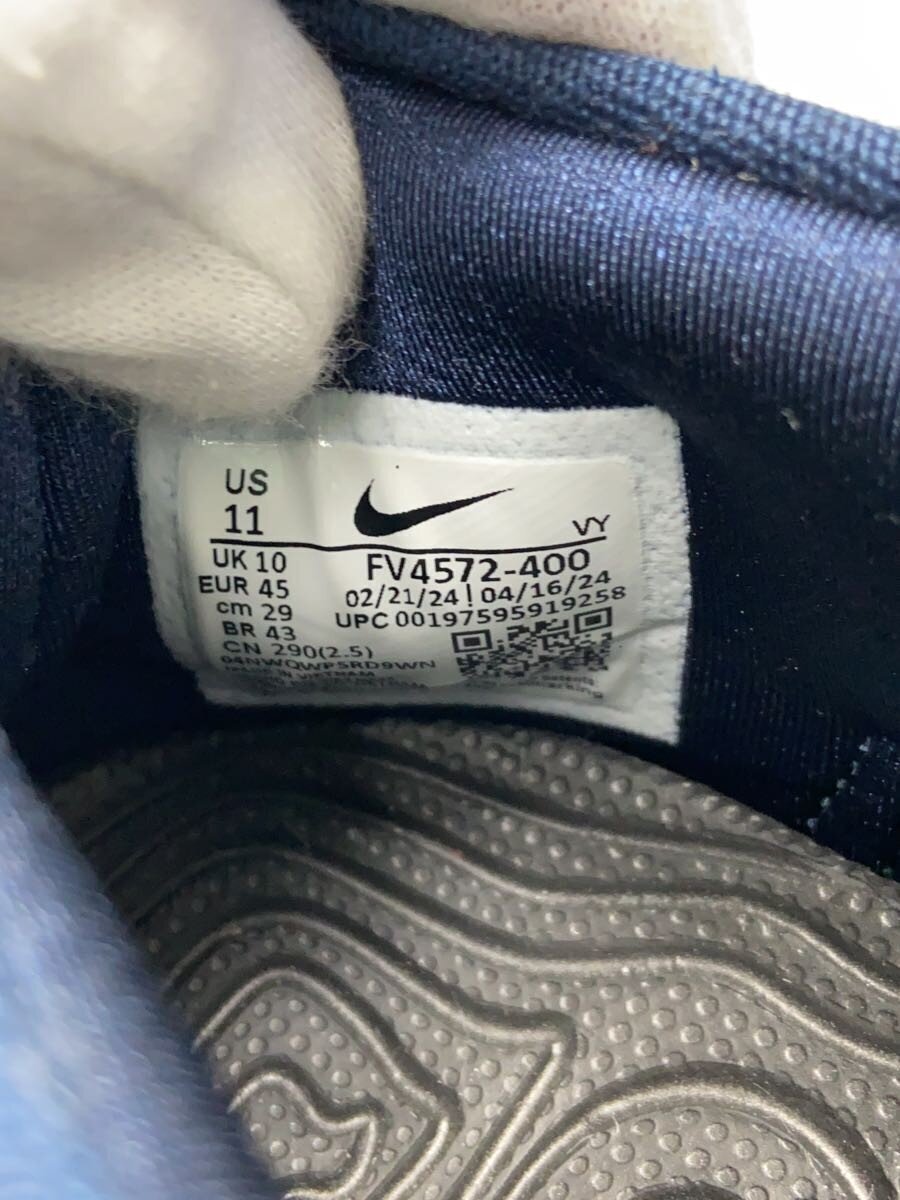 US
11
VY
UK 10
FV4572-400
EUR 45
02/21/24 | 04/16/24
cm 29
UPC 00197595919258
BR 43
CN 290(2.5)
04NWQWP5RD9WN
MADE IN VIETNAM
patents